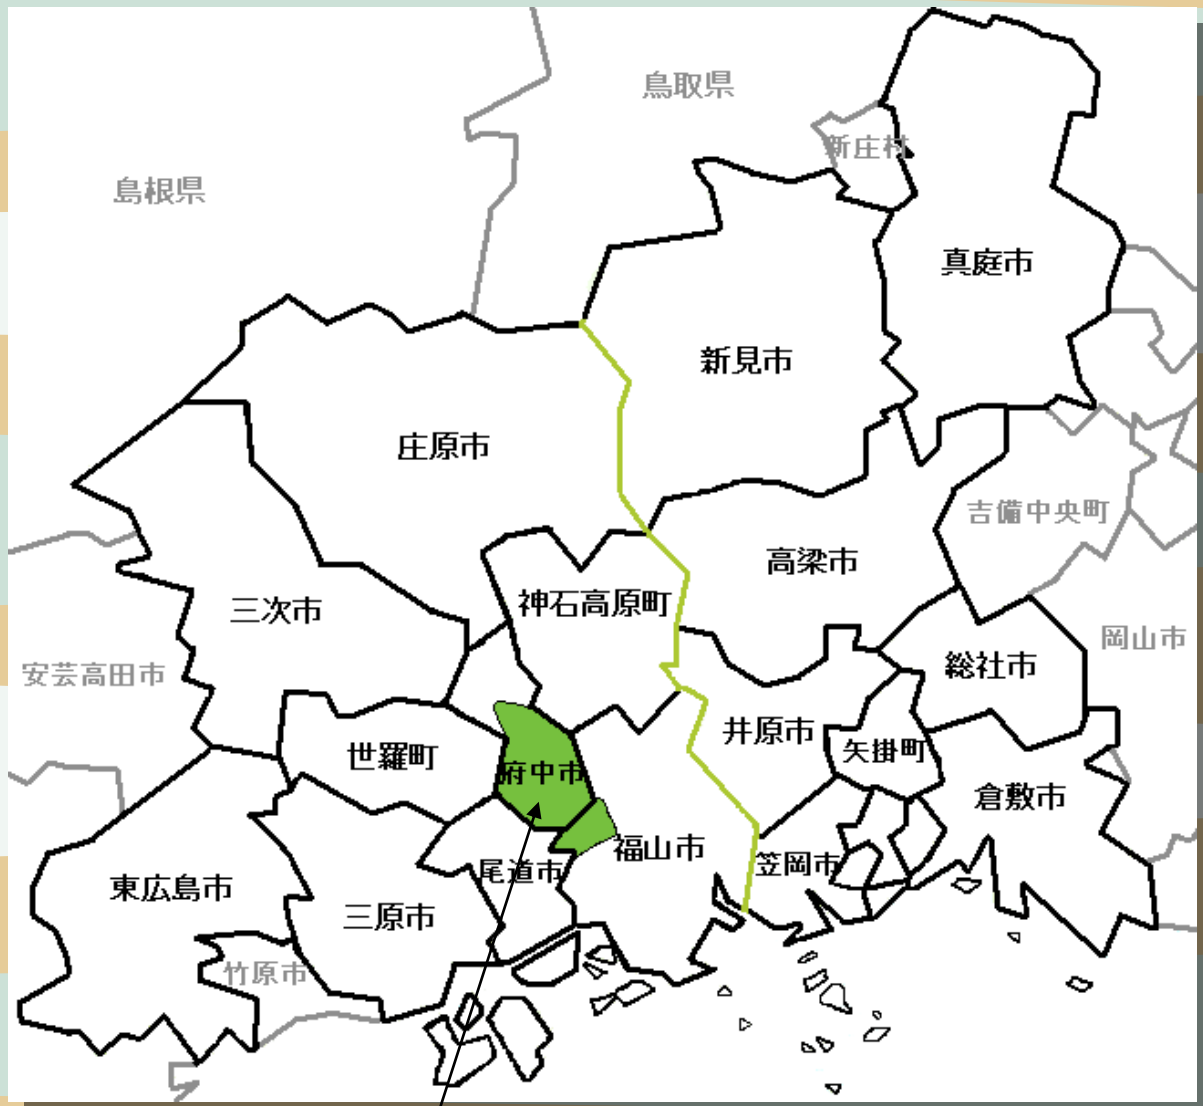 鳥取県
新庄村
島根県
真庭市
新見市
庄原市
吉備中央町
高梁市
神石高原町
三次市
岡山市
総社市
安芸高田市
井原市
矢掛町
世羅町
府中市
倉敷市
福山市
笠岡市
尾道市
東広島市
三原市
竹原市